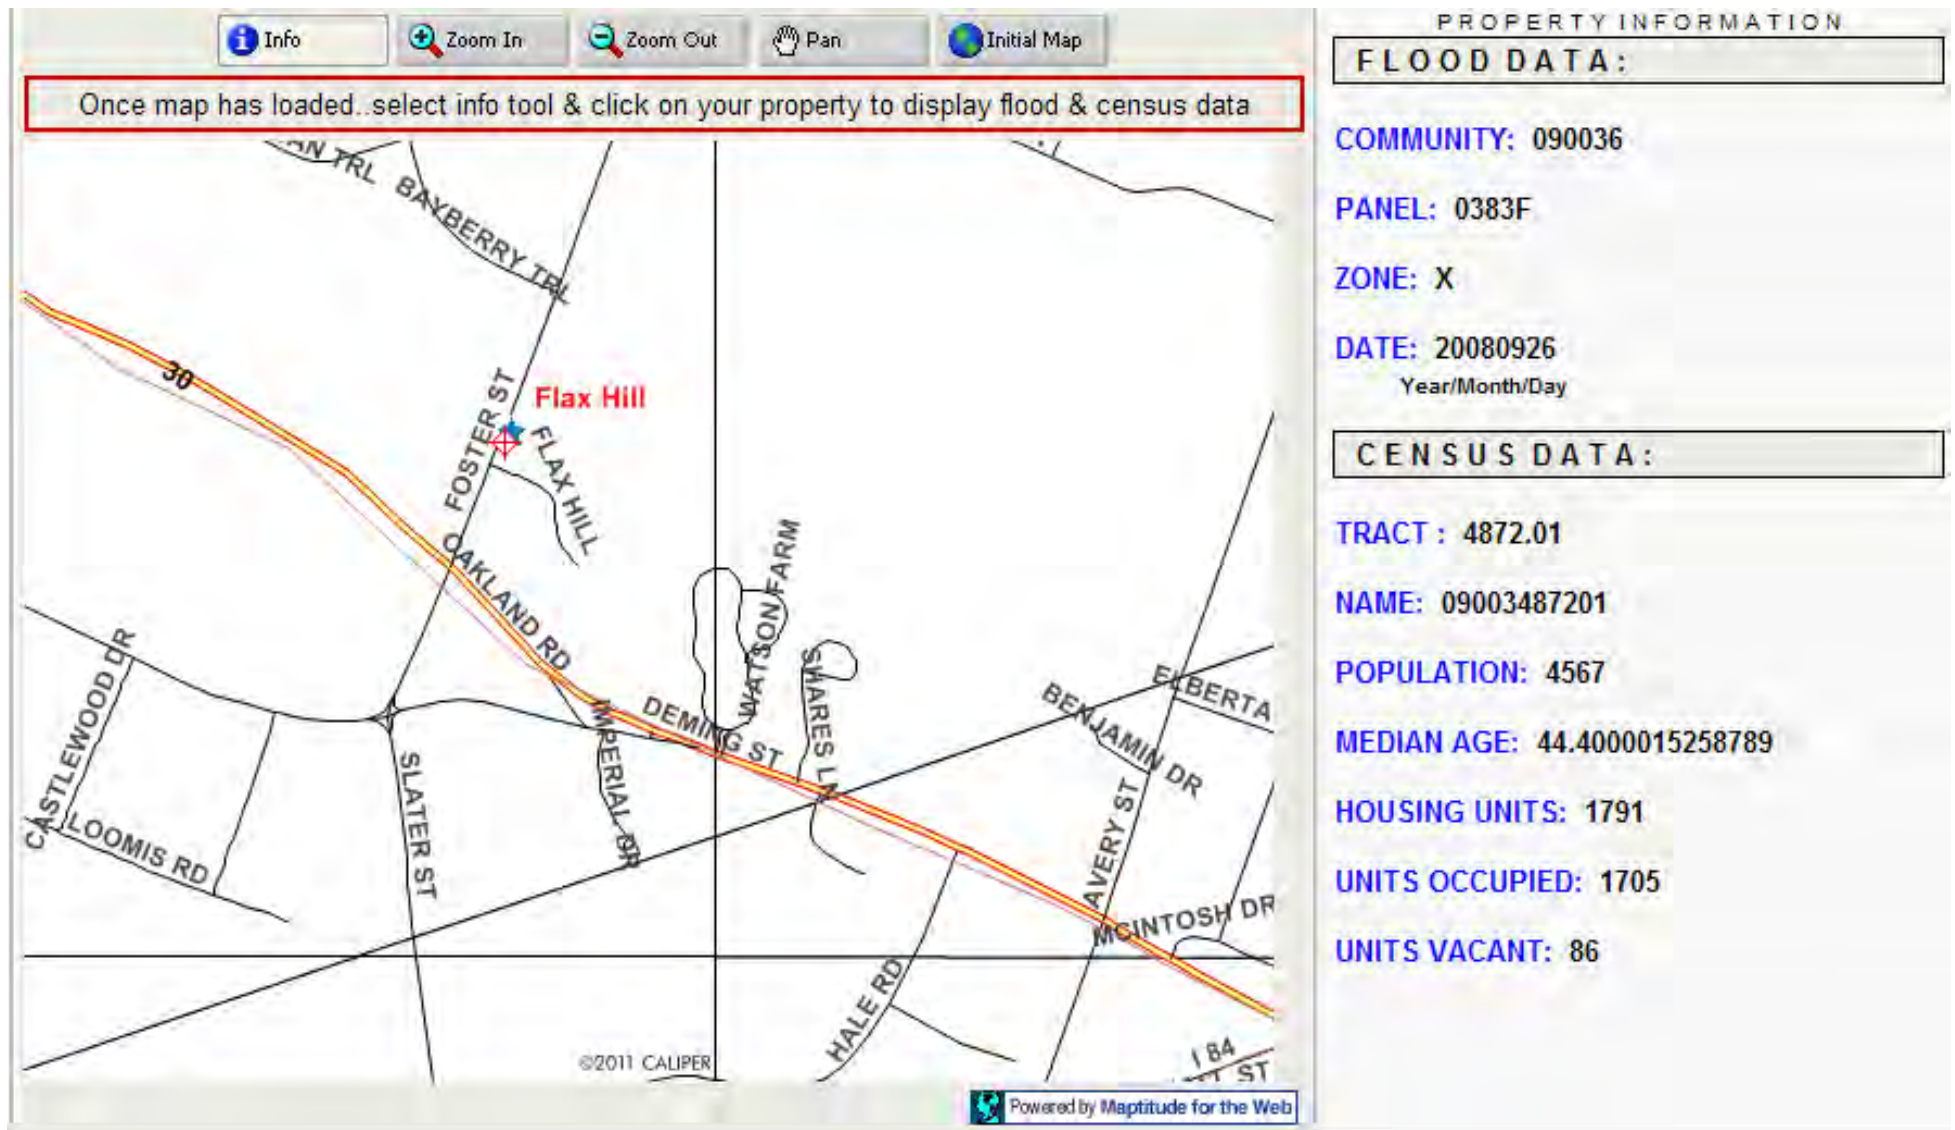 Info
Zoom In
Zoom Out
Pan
Initial Map
Once map has loaded..select info tool & click on your property to display flood & census data
AN TRL
BAYBERRY TRL
30
FOSTER ST
Flax Hill
FLAX HILL
OAKLAND RD
WATSON FARM
SHARES LN
CASTLEWOOD DR
LOOMIS RD
SLATER ST
IMPERIAL DR
DEMING ST
BENJAMIN DR
ELBERTA
AVERY ST
MCINTOSH DR
HALE RD
I 84
ST
©2011 CALIPER
Powered by Maptitude for the Web
PROPERTY INFORMATION
FLOOD DATA:
COMMUNITY: 090036
PANEL: 0383F
ZONE: X
DATE: 20080926
Year/Month/Day
CENSUS DATA:
TRACT : 4872.01
NAME: 09003487201
POPULATION: 4567
MEDIAN AGE: 44.4000015258789
HOUSING UNITS: 1791
UNITS OCCUPIED: 1705
UNITS VACANT: 86